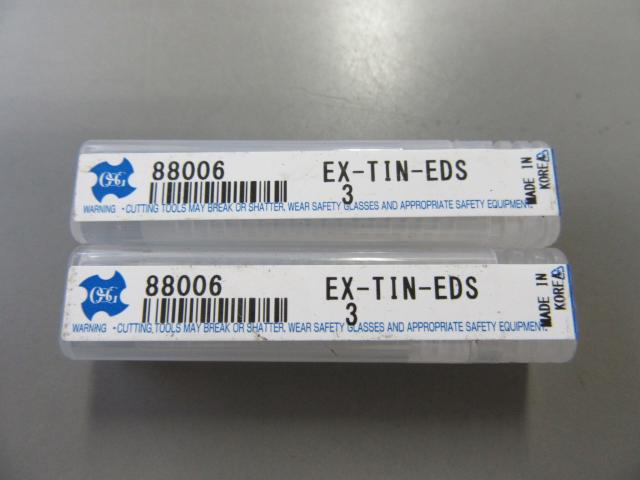 OSG
88006 EX-TIN-EDS
3
WARNING • CUTTING TOOLS MAY BREAK OR SHATTER. WEAR SAFETY GLASSES AND APPROPRIATE SAFETY EQUIPMENT.
MADE IN
KOREA
OSG
88006 EX-TIN-EDS
3
WARNING • CUTTING TOOLS MAY BREAK OR SHATTER. WEAR SAFETY GLASSES AND APPROPRIATE SAFETY EQUIPMENT.
MADE IN
KOREA